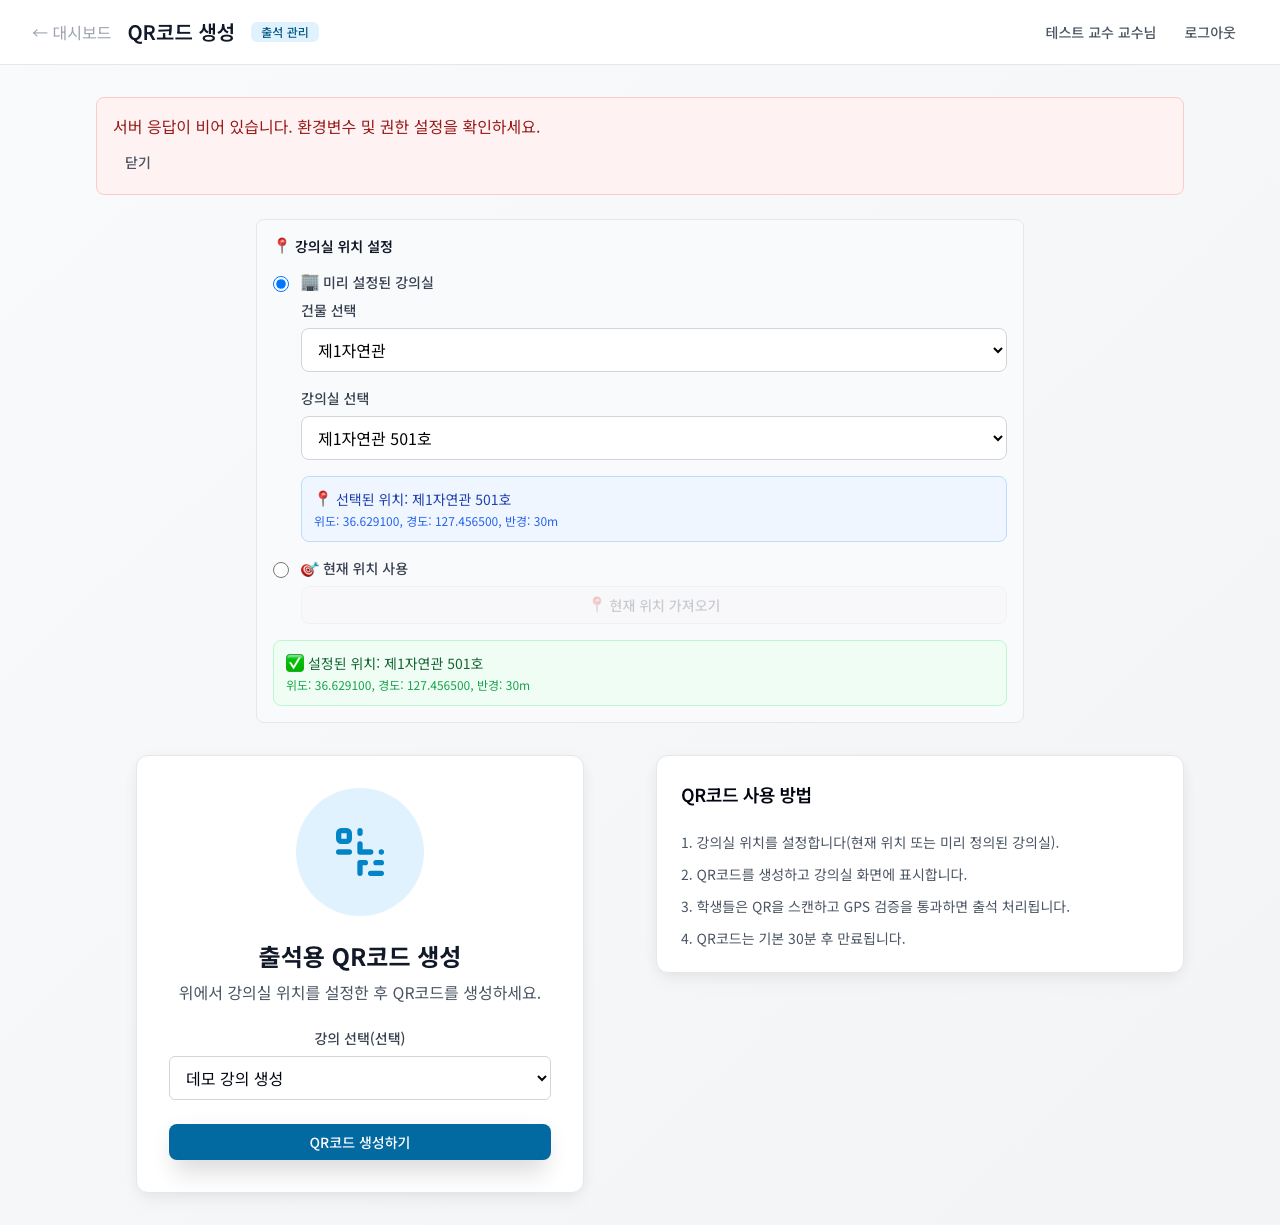 ← 대시보드
QR코드 생성
출석 관리
테스트 교수 교수님
로그아웃
서버 응답이 비어 있습니다. 환경변수 및 권한 설정을 확인하세요.
닫기
📍 강의실 위치 설정
🏢 미리 설정된 강의실
건물 선택
제1자연관
강의실 선택
제1자연관 501호
📍 선택된 위치: 제1자연관 501호
위도: 36.629100, 경도: 127.456500, 반경: 30m
🎯 현재 위치 사용
📍 현재 위치 가져오기
✅ 설정된 위치: 제1자연관 501호
위도: 36.629100, 경도: 127.456500, 반경: 30m
출석용 QR코드 생성
위에서 강의실 위치를 설정한 후 QR코드를 생성하세요.
강의 선택(선택)
데모 강의 생성
QR코드 생성하기
QR코드 사용 방법
1. 강의실 위치를 설정합니다(현재 위치 또는 미리 정의된 강의실).
2. QR코드를 생성하고 강의실 화면에 표시합니다.
3. 학생들은 QR을 스캔하고 GPS 검증을 통과하면 출석 처리됩니다.
4. QR코드는 기본 30분 후 만료됩니다.